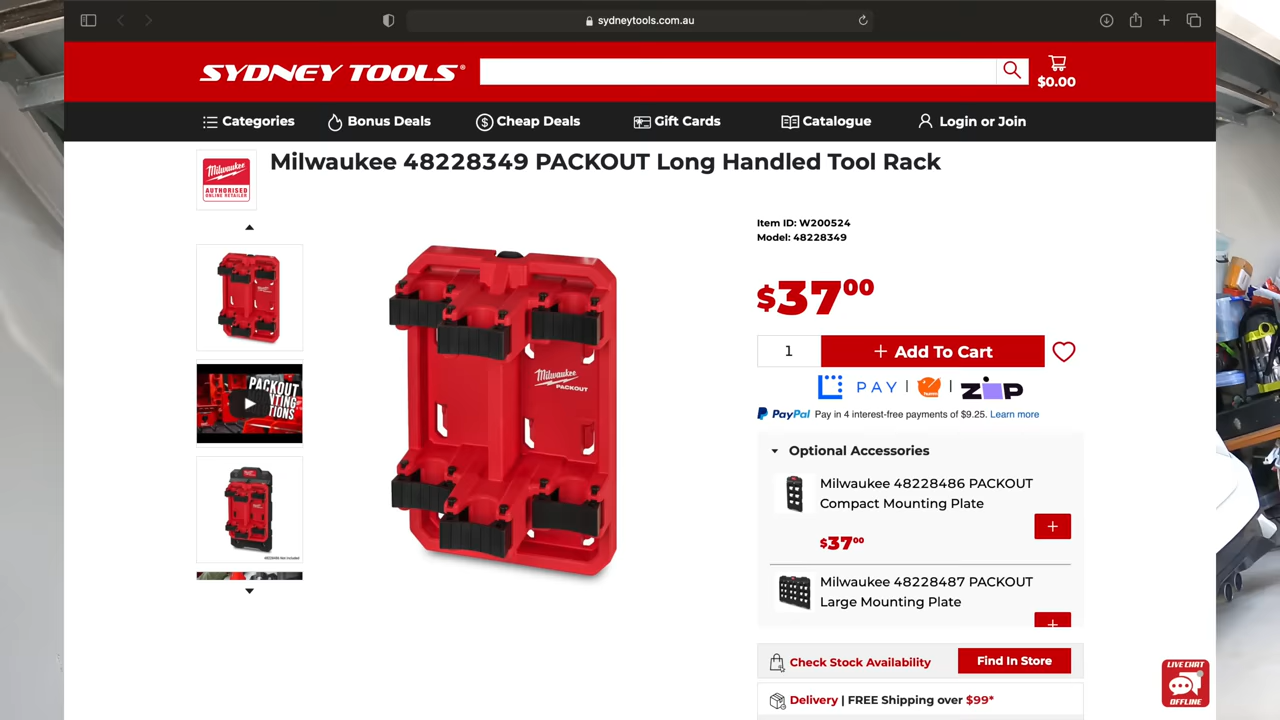 sydneytools.com.au
SYDNEY TOOLS®
$0.00
Categories
Bonus Deals
Cheap Deals
Gift Cards
Catalogue
Login or Join
Milwaukee
AUTHORISED
ONLINE RETAILER
Milwaukee 48228349 PACKOUT Long Handled Tool Rack
Item ID: W200524
Model: 48228349
$37.00
1
+ Add To Cart
PAY | | ZIP
PayPal Pay in 4 interest-free payments of $9.25. Learn more
Optional Accessories
Milwaukee 48228486 PACKOUT
Compact Mounting Plate
$37.00
Milwaukee 48228487 PACKOUT
Large Mounting Plate
Milwaukee
PACKOUT
PACKOUT
Check Stock Availability
Find In Store
Delivery | FREE Shipping over $99*
LIVE CHAT
OFFLINE